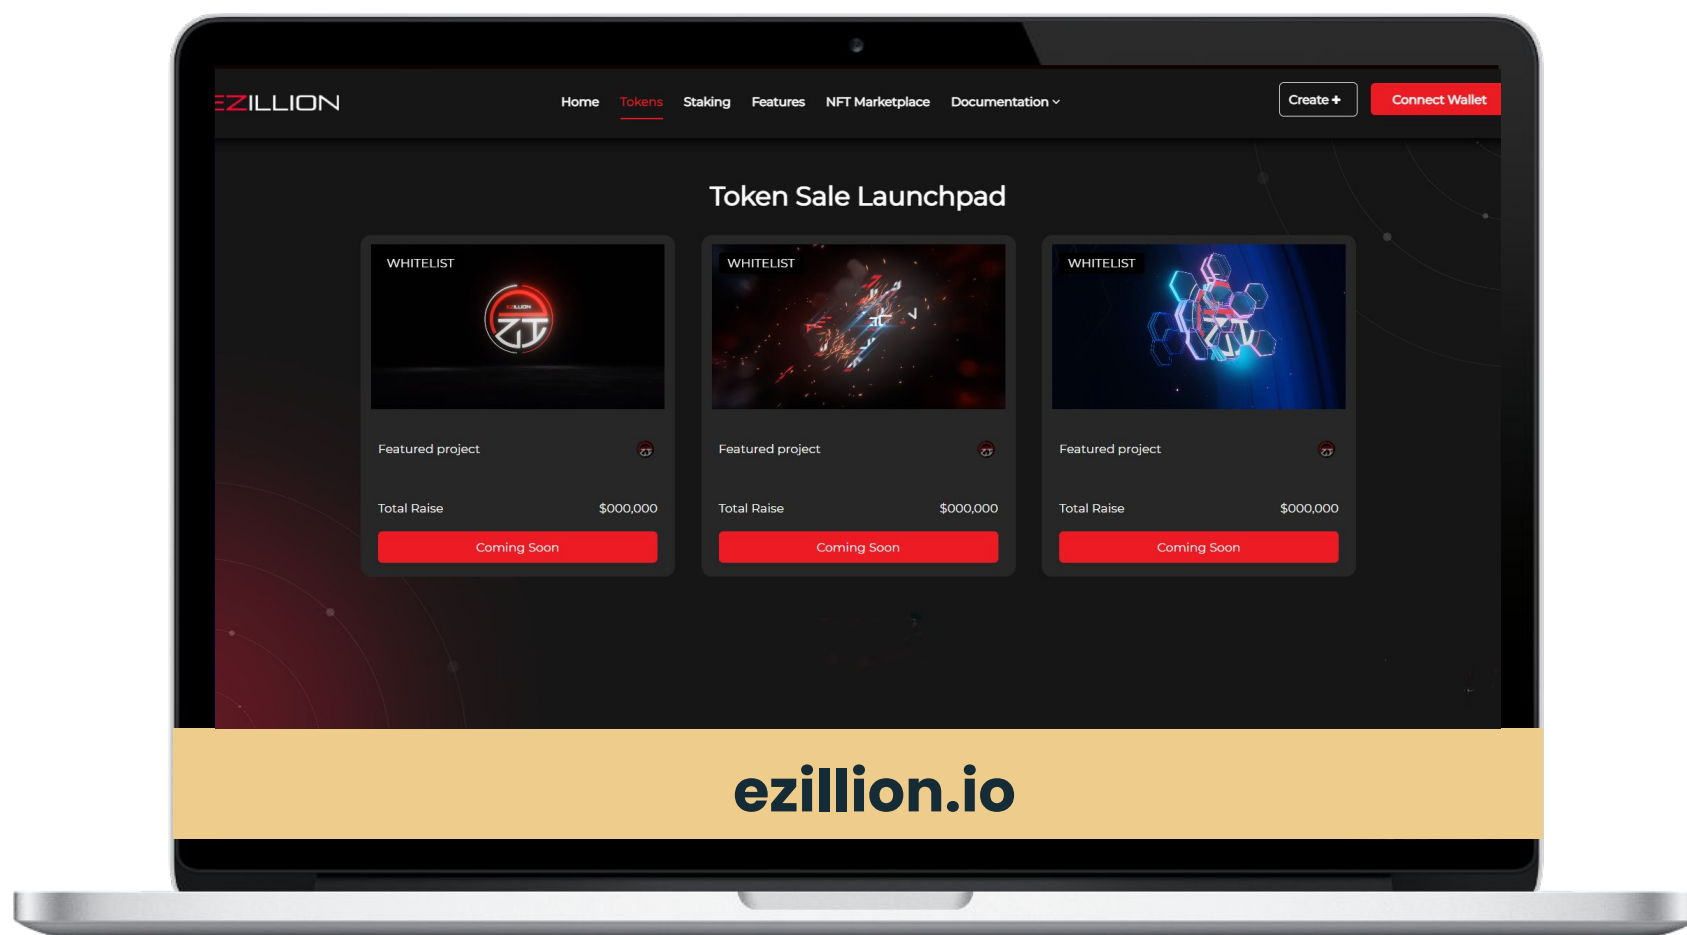 EZILLION
Home Tokens Staking Features NFT Marketplace Documentation
Create +
Connect Wallet
Token Sale Launchpad
WHITELIST
EZILLION
Featured project
Total Raise $000,000
Coming Soon
WHITELIST
Featured project
Total Raise $000,000
Coming Soon
WHITELIST
Featured project
Total Raise $000,000
Coming Soon
ezillion.io